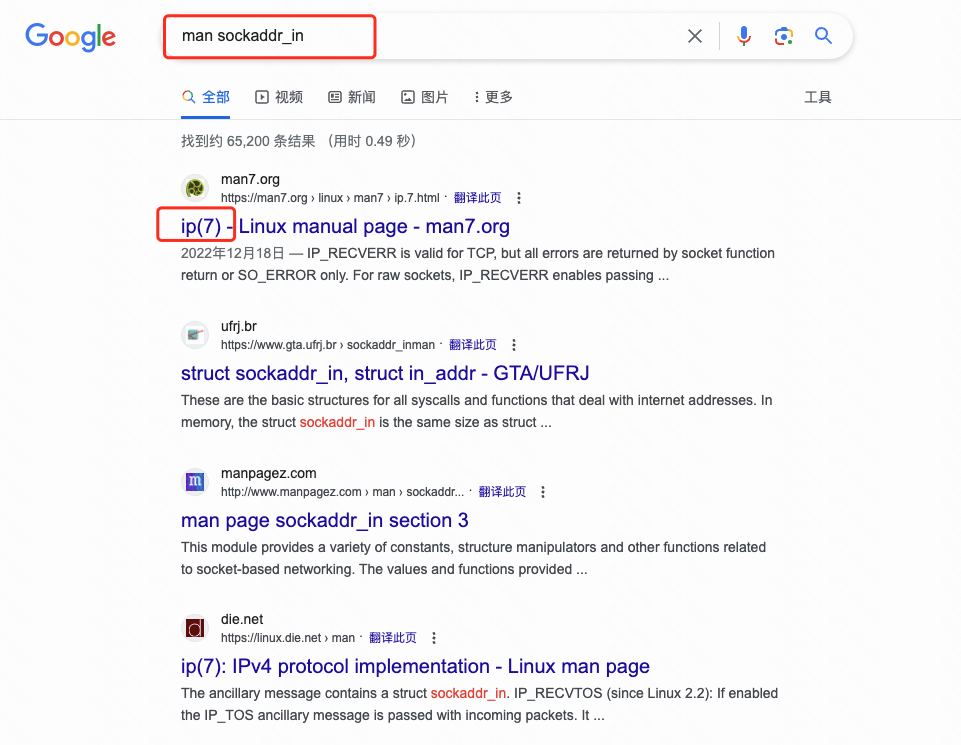 Google
man sockaddr_in
全部 视频 新闻 图片 更多 工具
找到约 65,200 条结果 (用时 0.49 秒)
man7.org
https://man7.org › linux › man7 › ip.7.html · 翻译此页
ip(7) - Linux manual page - man7.org
2022年12月18日 — IP_RECVERR is valid for TCP, but all errors are returned by socket function
return or SO_ERROR only. For raw sockets, IP_RECVERR enables passing ...
ufrj.br
https://www.gta.ufrj.br › sockaddr_inman · 翻译此页
struct sockaddr_in, struct in_addr - GTA/UFRJ
These are the basic structures for all syscalls and functions that deal with internet addresses. In
memory, the struct sockaddr_in is the same size as struct ...
m
manpagez.com
http://www.manpagez.com › man › sockaddr... · 翻译此页
man page sockaddr_in section 3
This module provides a variety of constants, structure manipulators and other functions related
to socket-based networking. The values and functions provided ...
d
die.net
https://linux.die.net › man · 翻译此页
ip(7): IPv4 protocol implementation - Linux man page
The ancillary message contains a struct sockaddr_in. IP_RECVTOS (since Linux 2.2): If enabled
the IP_TOS ancillary message is passed with incoming packets. It ...